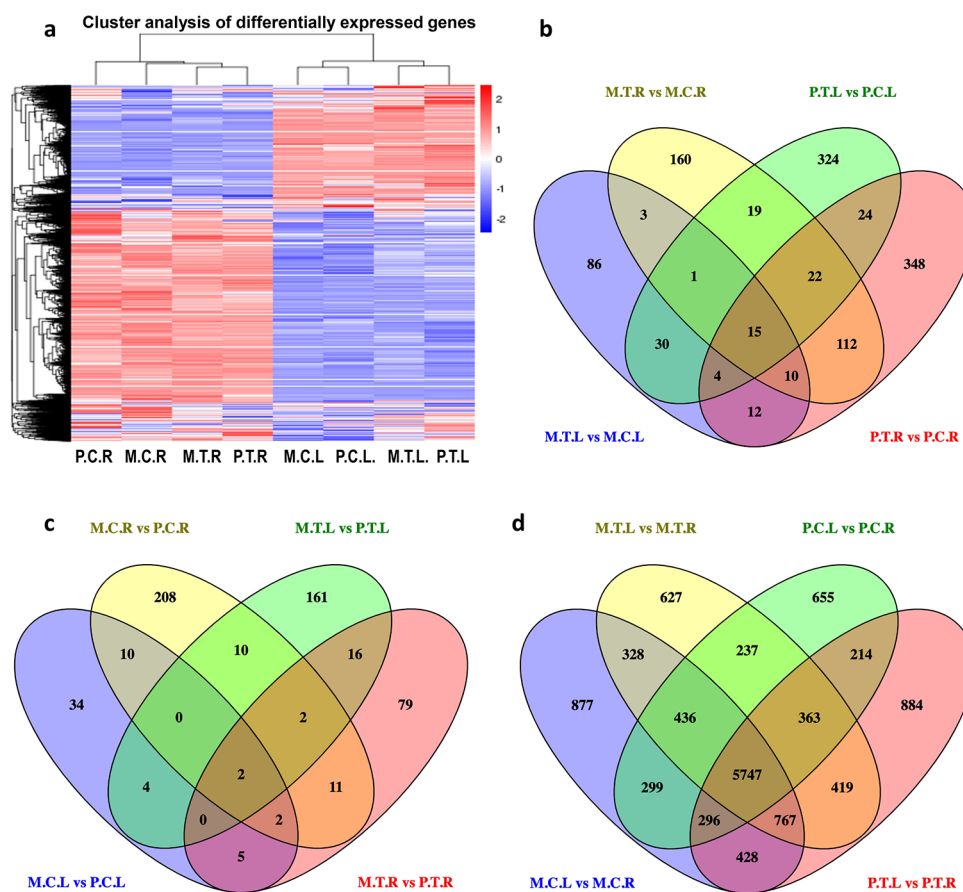 a
Cluster analysis of differentially expressed genes
2
1
0
-1
-2
P.C.R M.C.R M.T.R P.T.R M.C.L P.C.L. M.T.L. P.T.L
b
M.T.R vs M.C.R P.T.L vs P.C.L
160 324
3 19 24
86 1 22 348
15
30 112
4 10
12
M.T.L vs M.C.L P.T.R vs P.C.R
c
M.C.R vs P.C.R M.T.L vs P.T.L
208 161
10 10 16
34 0 2 79
2
4 11
0 2
5
M.C.L vs P.C.L M.T.R vs P.T.R
d
M.T.L vs M.T.R P.C.L vs P.C.R
627 655
328 237 214
877 436 363 884
5747
299 419
296 767
428
M.C.L vs M.C.R P.T.L vs P.T.R